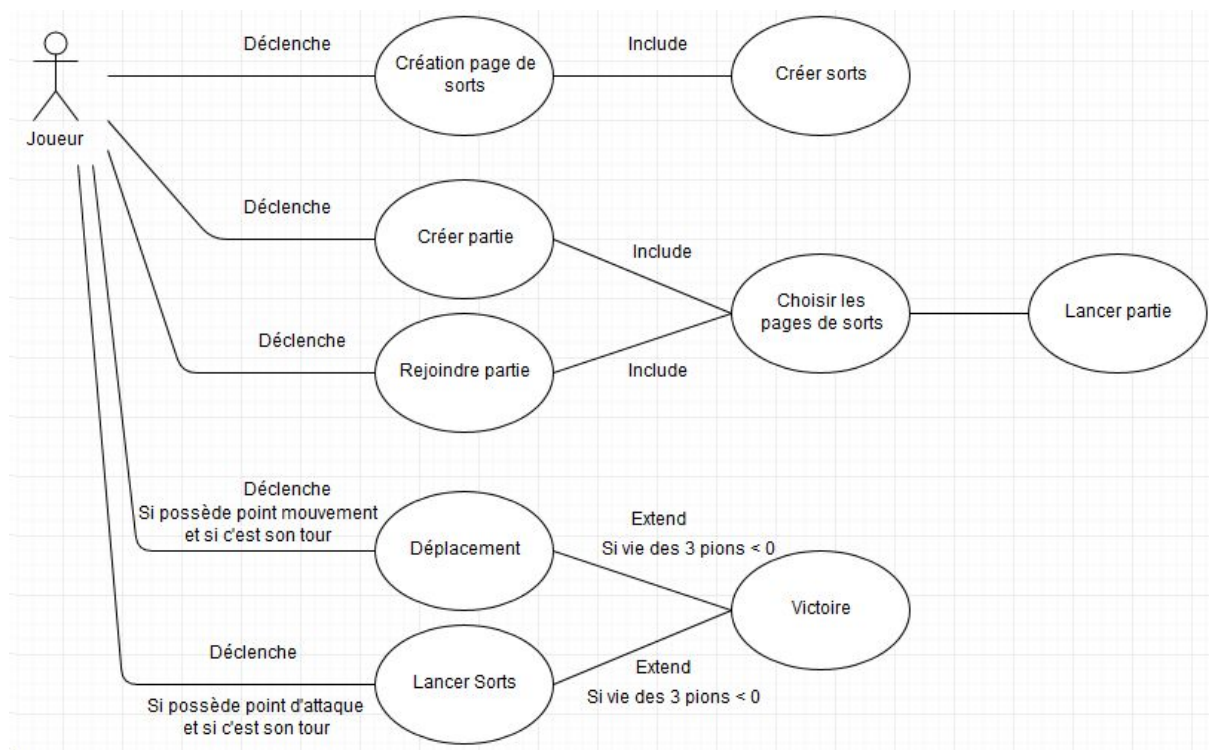 Déclenche
Include
Création page de
sorts
Créer sorts
Joueur
Déclenche
Créer partie
Include
Choisir les
pages de sorts
Lancer partie
Déclenche
Rejoindre partie
Include
Déclenche
Si possède point mouvement
et si c'est son tour
Déplacement
Extend
Si vie des 3 pions < 0
Victoire
Déclenche
Lancer Sorts
Extend
Si vie des 3 pions < 0
Si possède point d'attaque
et si c'est son tour